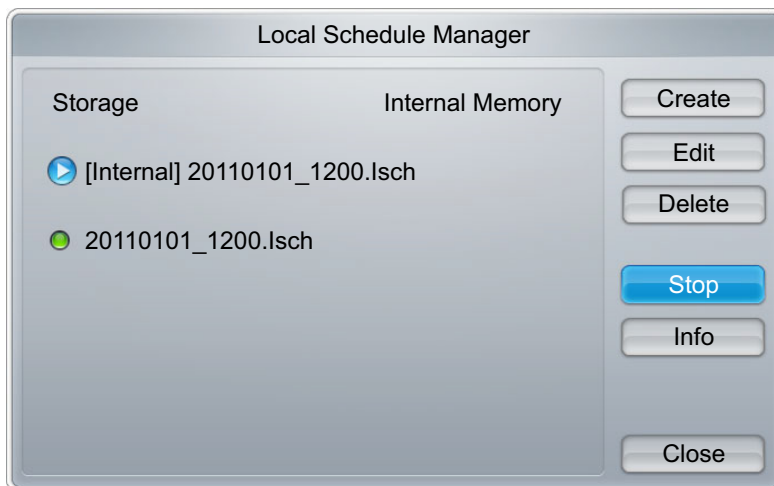 Local Schedule Manager
Storage Internal Memory
[Internal] 20110101_1200.lsch
20110101_1200.lsch
Create
Edit
Delete
Stop
Info
Close